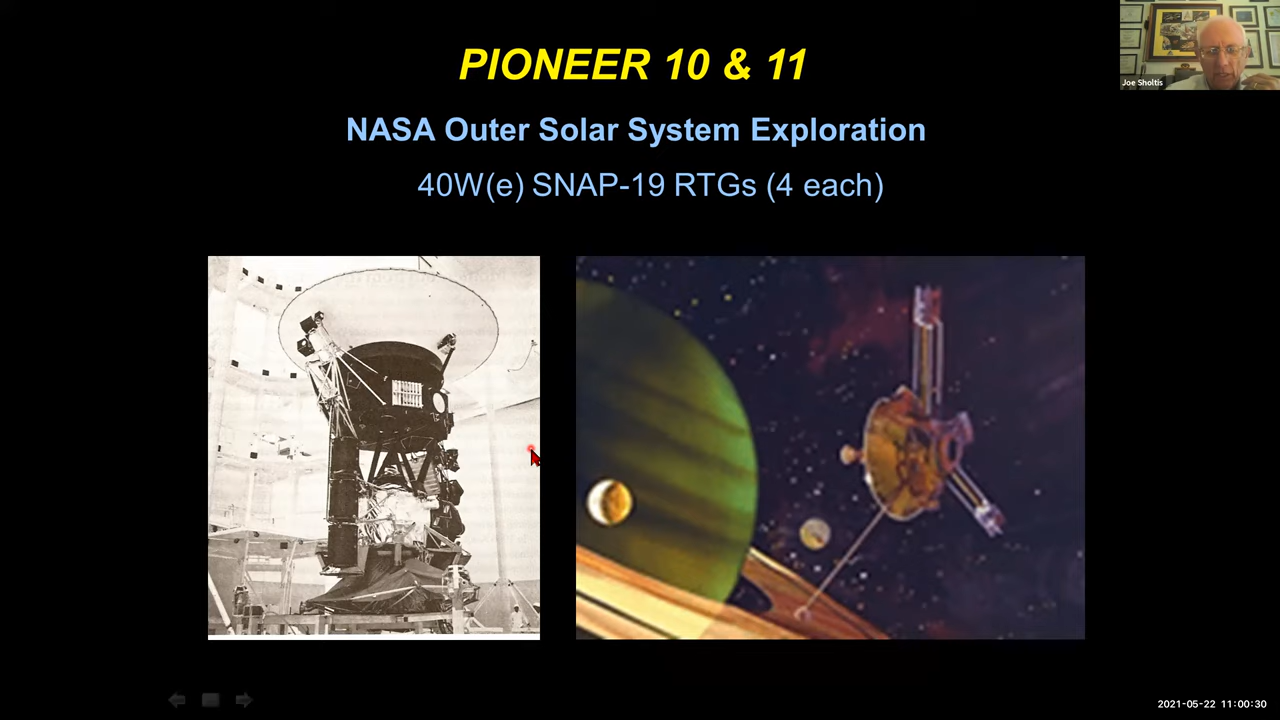 PIONEER 10 & 11
Joe Sholtis
NASA Outer Solar System Exploration
40W(e) SNAP-19 RTGs (4 each)
2021-05-22 11:00:30